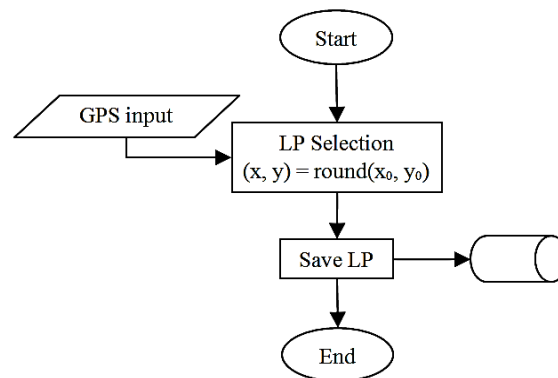 Start
GPS input
LP Selection
(x, y) = round(x₀, y₀)
Save LP
End